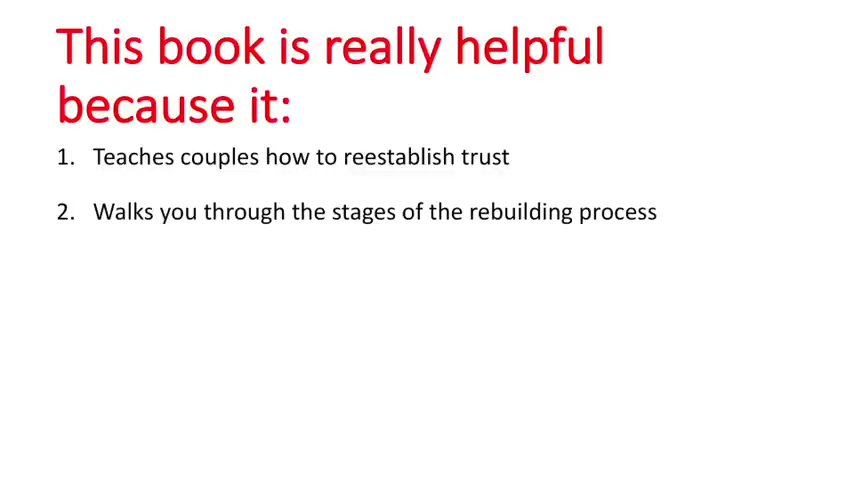 This book is really helpful
because it:
1. Teaches couples how to reestablish trust
2. Walks you through the stages of the rebuilding process